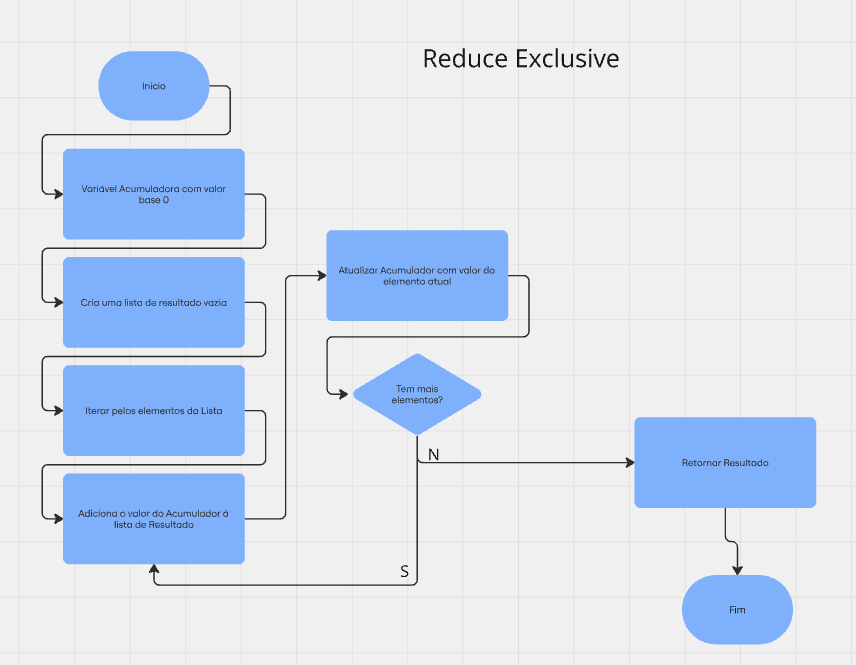 Reduce Exclusive
Inicio
Variável Acumuladora com valor
base 0
Cria uma lista de resultado vazia
Iterar pelos elementos da Lista
Adiciona o valor do Acumulador á
lista de Resultado
Atualizar Acumulador com valor do
elemento atual
Tem mais
elementos?
N
S
Retornar Resultado
Fim